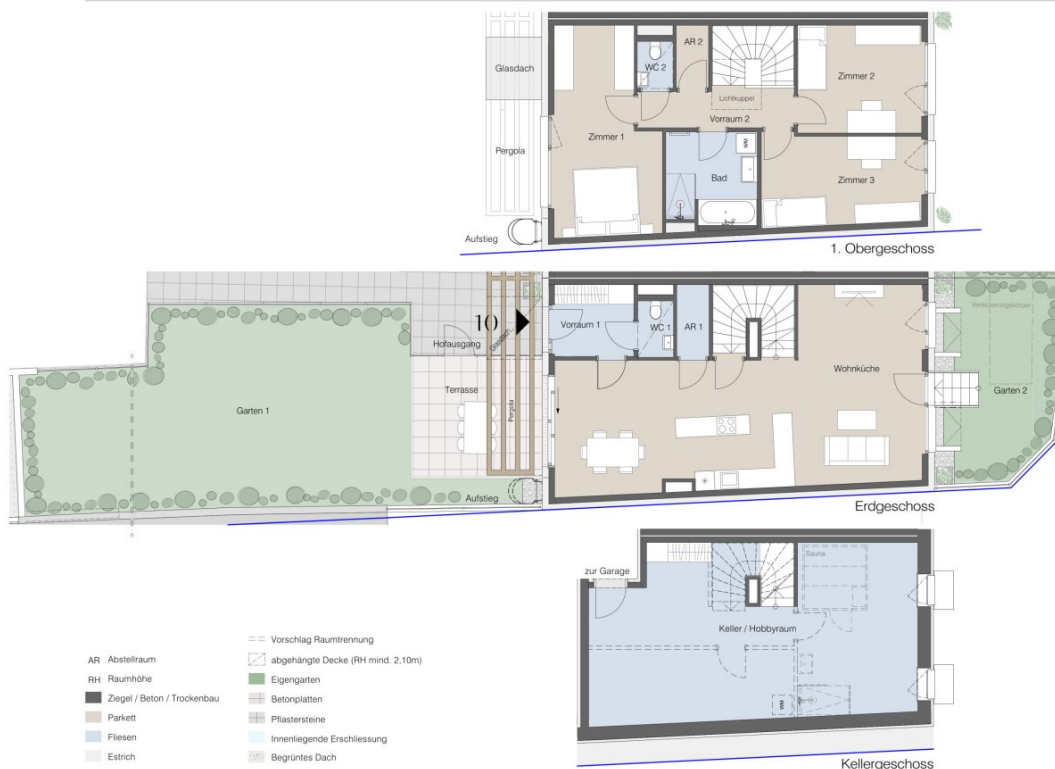 AR 2
Glasdach
WC 2
Zimmer 2
Lichtkuppel
Vorraum 2
Zimmer 1
Pergola
WM
Bad
Zimmer 3
Aufstieg
1. Obergeschoss
10
Vorraum 1
WC 1
AR 1
Hofausgang
Glasdach
Wohnküche
Terrasse
Garten 1
Pergola
Garten 2
Aufstieg
Erdgeschoss
Sauna
zur Garage
Keller / Hobbyraum
WM
Kellergeschoss
AR Abstellraum
RH Raumhöhe
Ziegel / Beton / Trockenbau
Parkett
Fliesen
Estrich
Vorschlag Raumtrennung
abgehängte Decke (RH mind. 2,10m)
Eigengarten
Betonplatten
Pflastersteine
Innenliegende Erschliessung
Begrüntes Dach